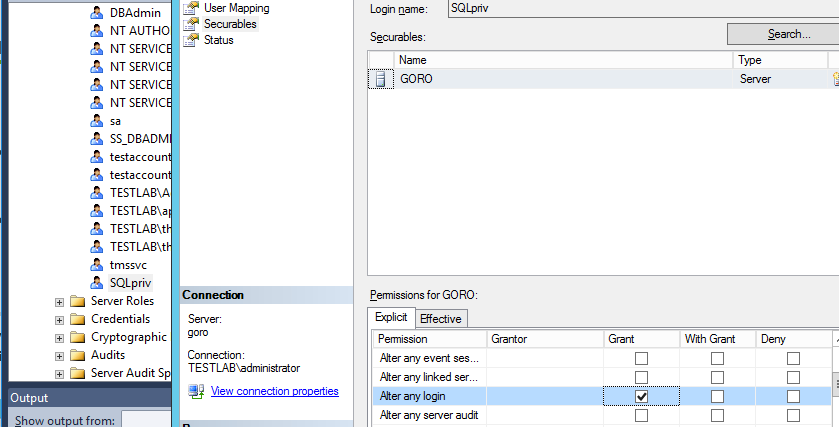 DBAdmin
NT AUTHO
NT SERVICE
NT SERVICE
NT SERVICE
NT SERVICE
sa
SS_DBADMI
testaccount
testaccount
TESTLAB\A
TESTLAB\ap
TESTLAB\th
TESTLAB\th
tmssvc
SQLpriv
Server Roles
Credentials
Cryptographic
Audits
Server Audit Sp
Output
Show output from:
User Mapping
Securables
Status
Connection
Server:
goro
Connection:
TESTLAB\administrator
View connection properties
Login name: SQLpriv
Securables: Search...
Name Type
GORO Server
Permissions for GORO:
Explicit Effective
Permission Grantor Grant With Grant Deny
Alter any event ses...
Alter any linked ser...
Alter any login
Alter any server audit